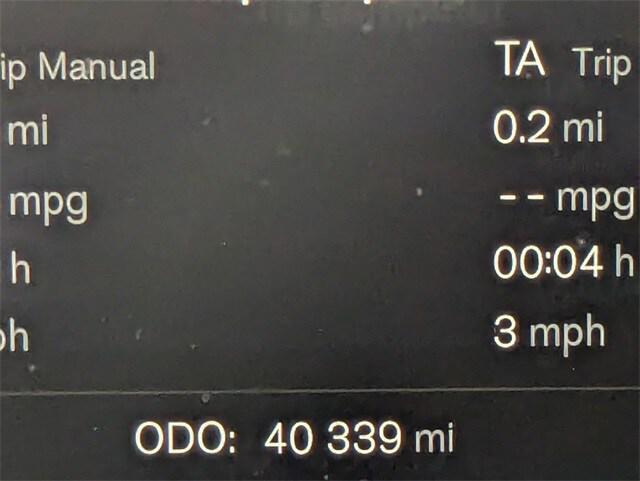 ip Manual TA Trip
mi 0.2 mi
mpg -- mpg
h 00:04 h
ph 3 mph
ODO: 40 339 mi